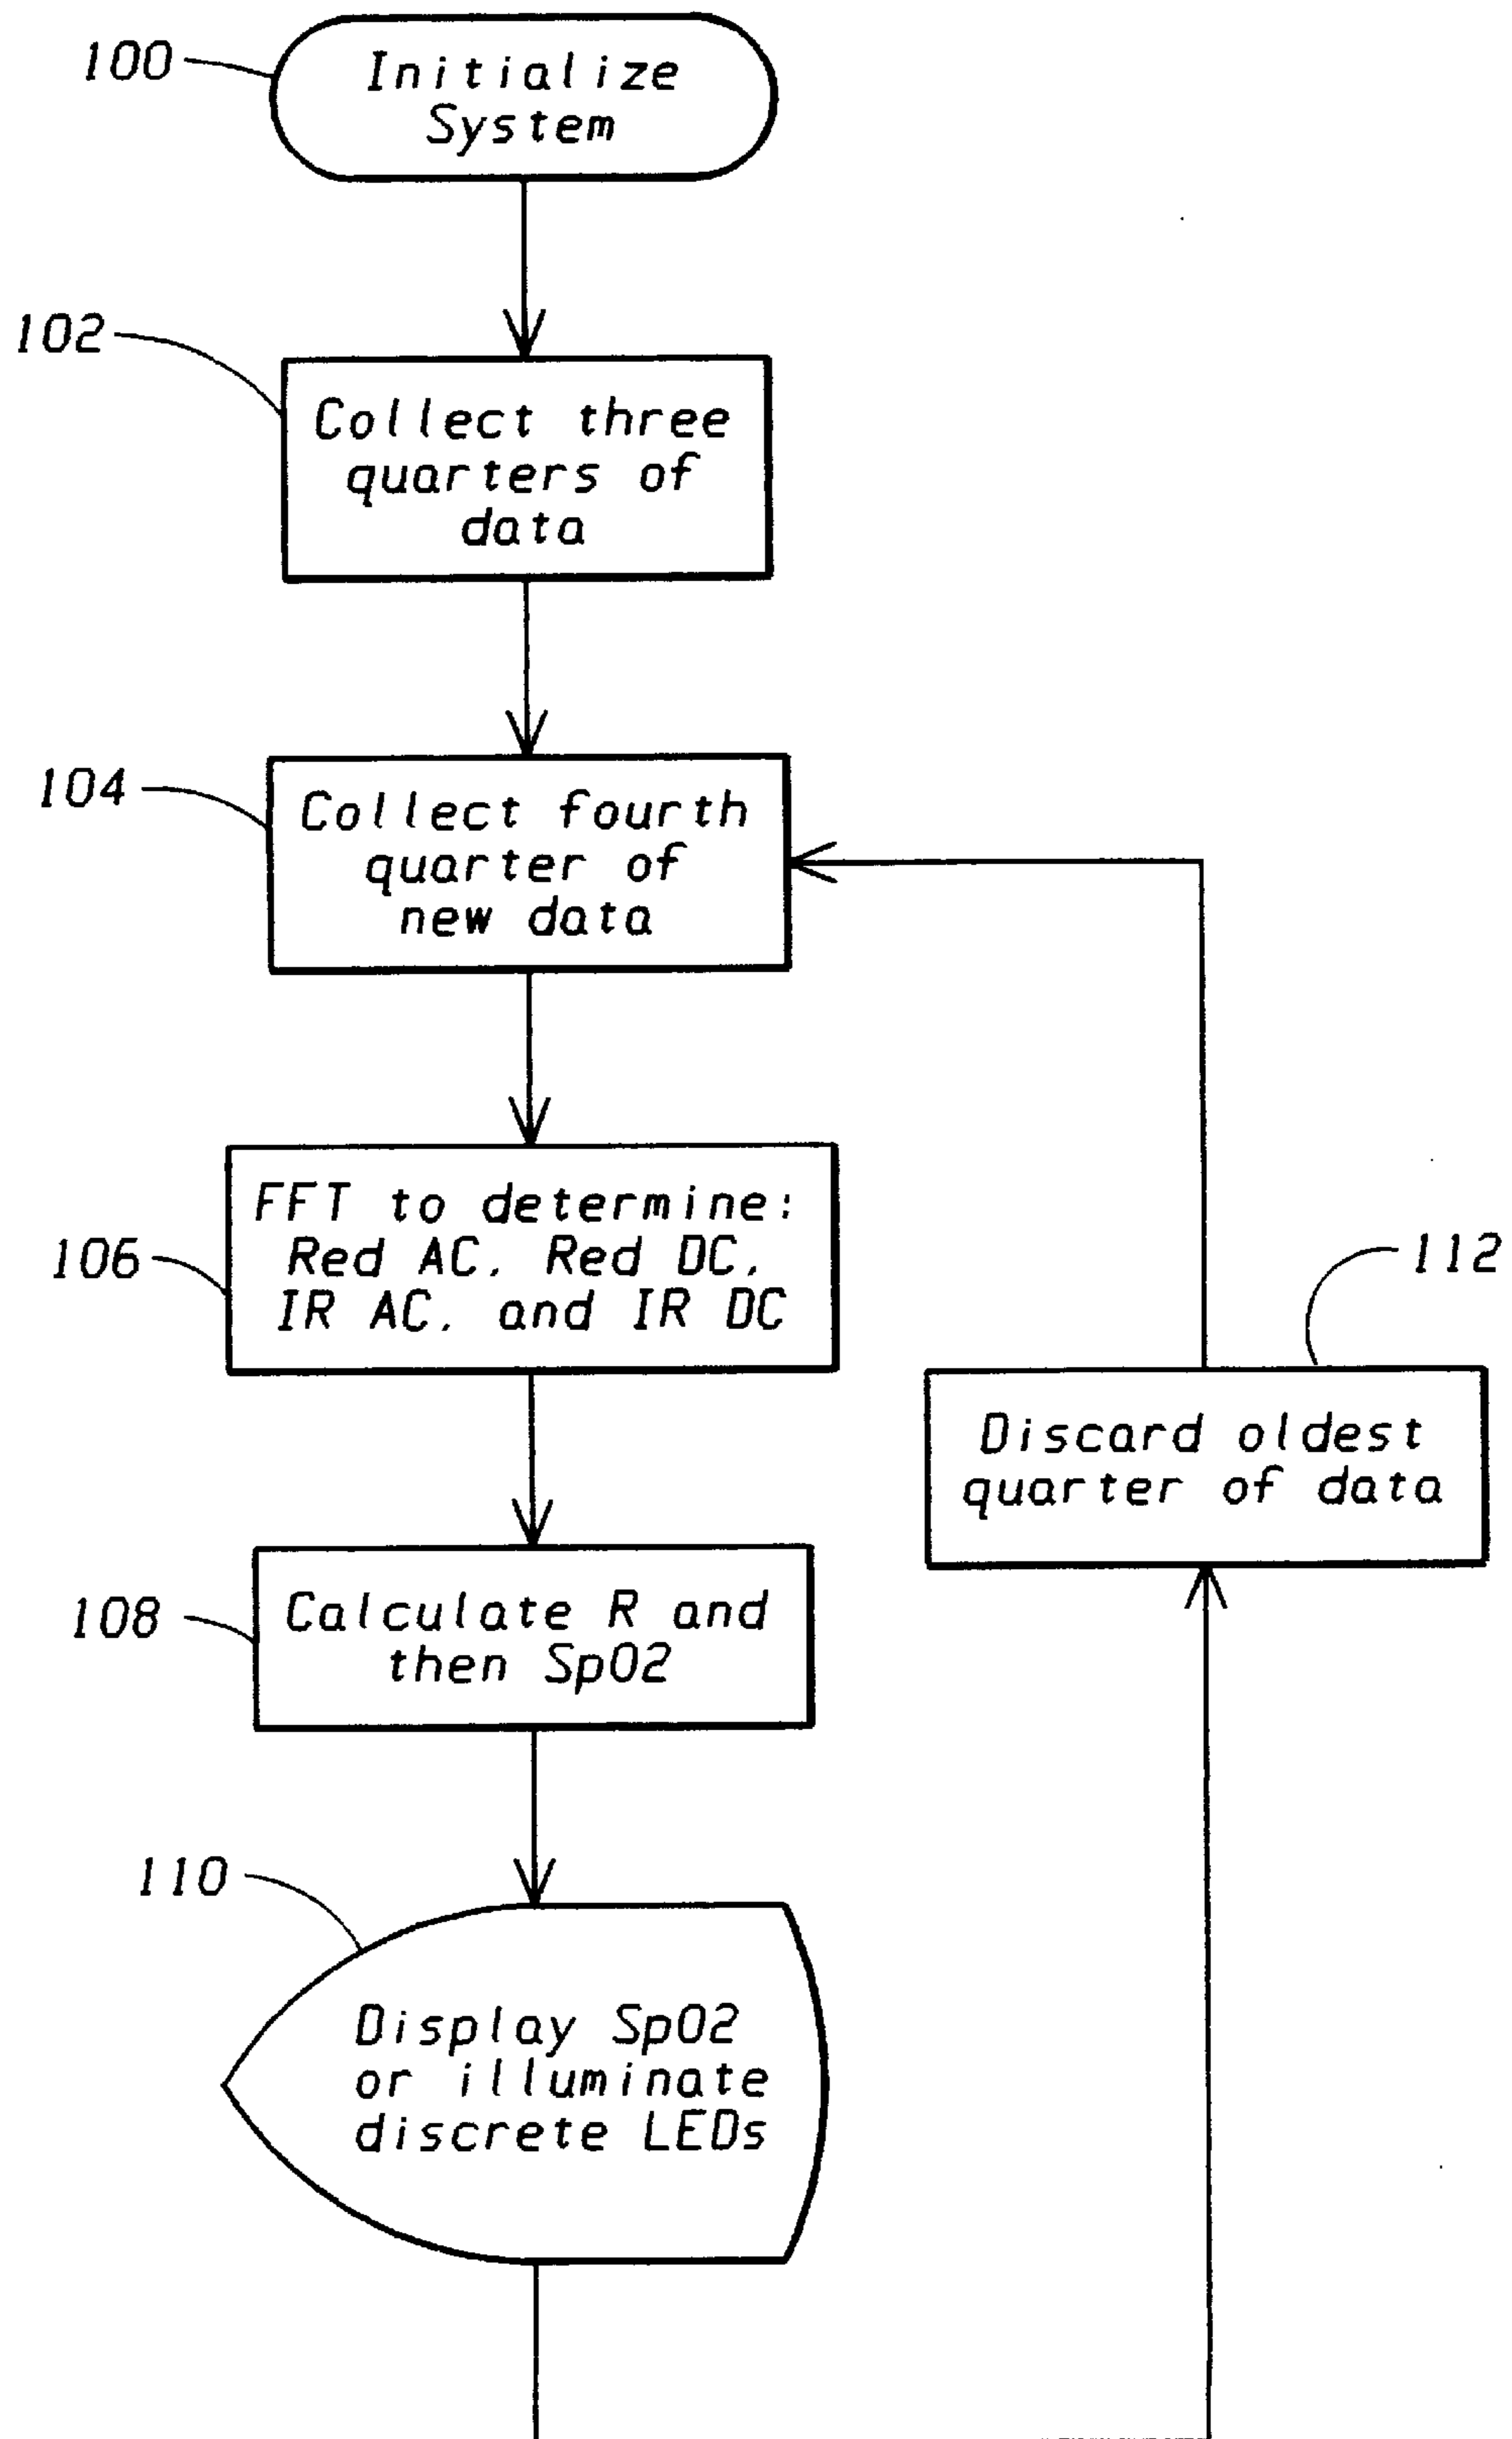 100
Initialize
System
102
Collect three
quarters of
data
104
Collect fourth
quarter of
new data
106
FFT to determine:
Red AC, Red DC,
IR AC, and IR DC
112
Discard oldest
quarter of data
108
Calculate R and
then SpO2
110
Display SpO2
or illuminate
discrete LEDs